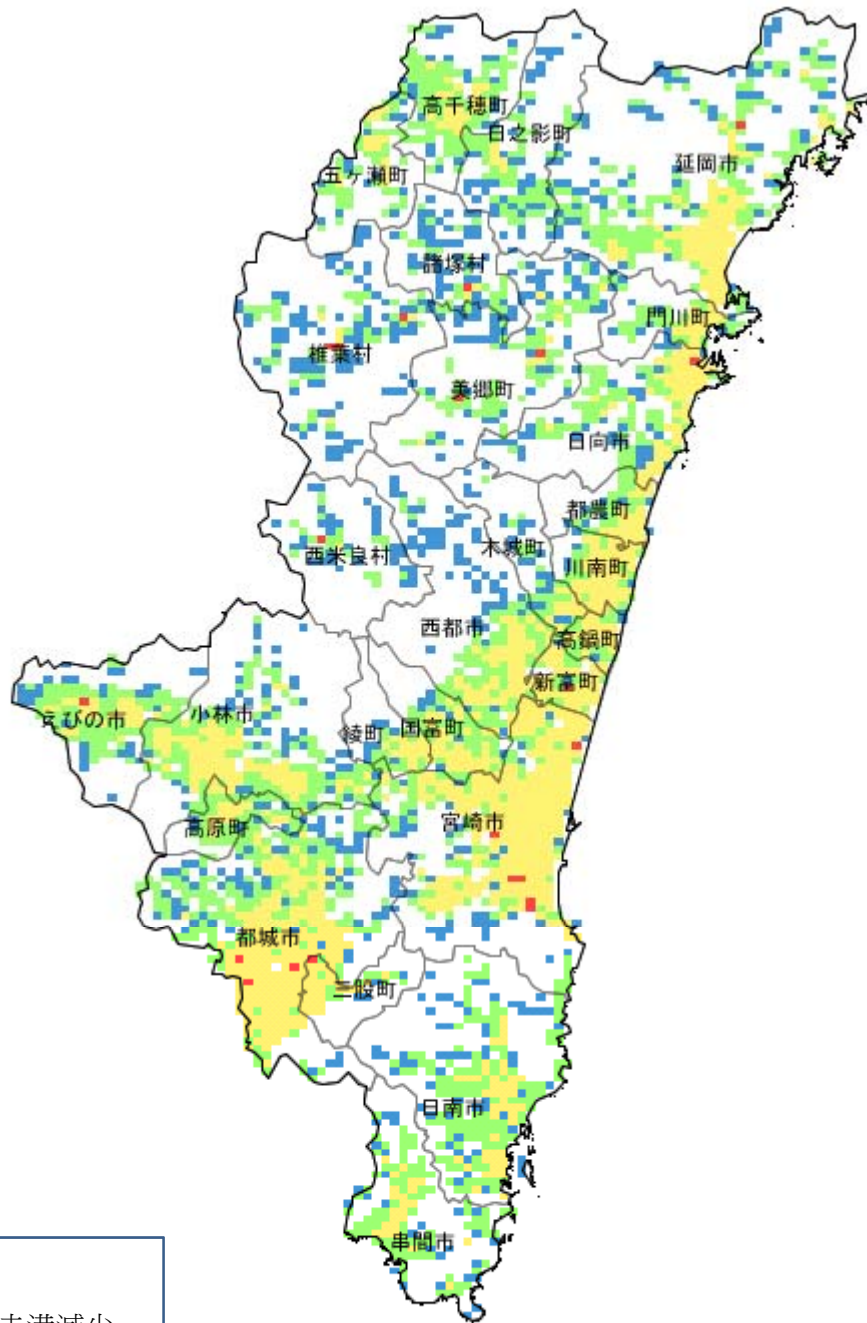 高千穂町
日之影町
延岡市
五ヶ瀬町
諸塚村
門川町
椎葉村
美郷町
日向市
都農町
西米良村
木城町
川南町
西都市
高鍋町
新富町
えびの市
小林市
綾町
国富町
高原町
宮崎市
都城市
三股町
日南市
串間市